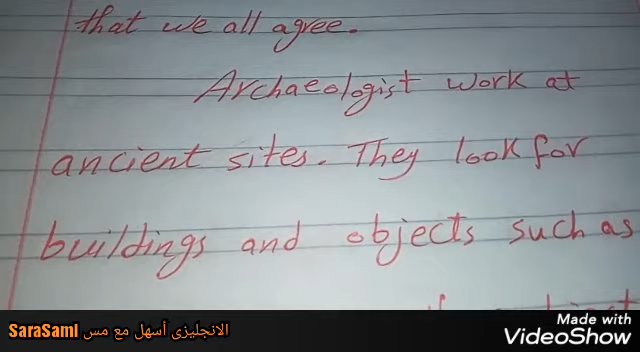 that we all agree.
Archaeologist work at
ancient sites. They look for
buildings and objects such as
SaraSamI الانجليزى أسهل مع مس
Made with
VideoShow